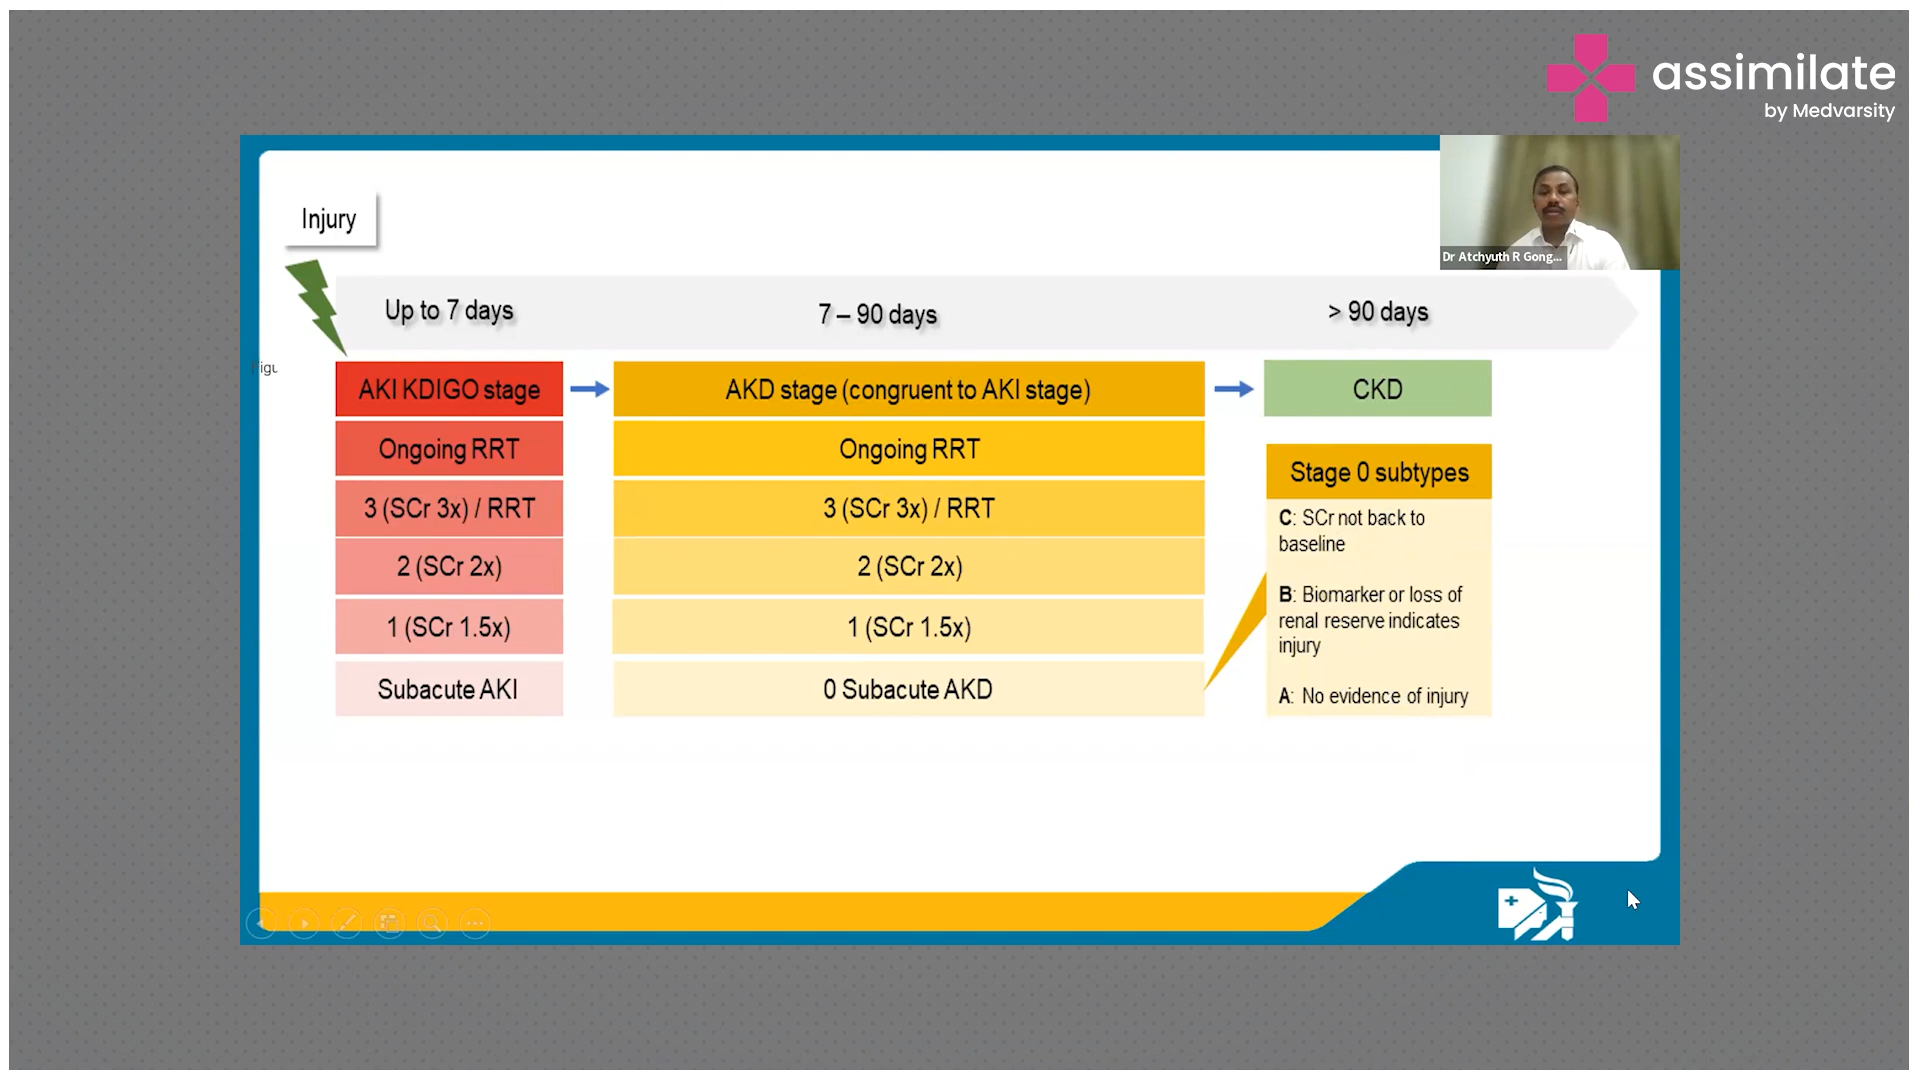 assimilate
by Medvarsity
Dr Atchyuth R Gong...
Injury
Up to 7 days
7 – 90 days
> 90 days
Figu
AKI KDIGO stage
AKD stage (congruent to AKI stage)
CKD
Ongoing RRT
Ongoing RRT
3 (SCr 3x) / RRT
3 (SCr 3x) / RRT
2 (SCr 2x)
2 (SCr 2x)
1 (SCr 1.5x)
1 (SCr 1.5x)
Subacute AKI
0 Subacute AKD
Stage 0 subtypes
C: SCr not back to
baseline
B: Biomarker or loss of
renal reserve indicates
injury
A: No evidence of injury